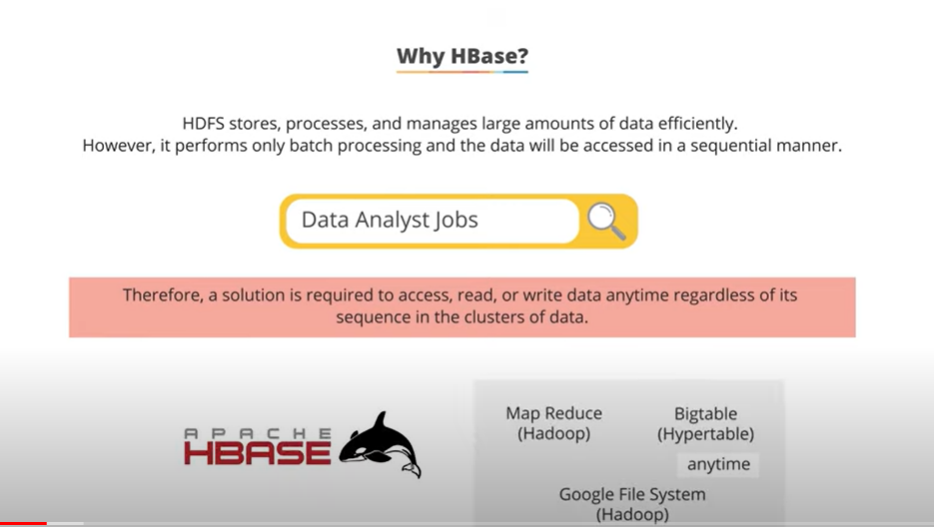 Why HBase?
HDFS stores, processes, and manages large amounts of data efficiently.
However, it performs only batch processing and the data will be accessed in a sequential manner.
Data Analyst Jobs
Therefore, a solution is required to access, read, or write data anytime regardless of its
sequence in the clusters of data.
APACHE
HBASE
Map Reduce
(Hadoop)
Bigtable
(Hypertable)
anytime
Google File System
(Hadoop)